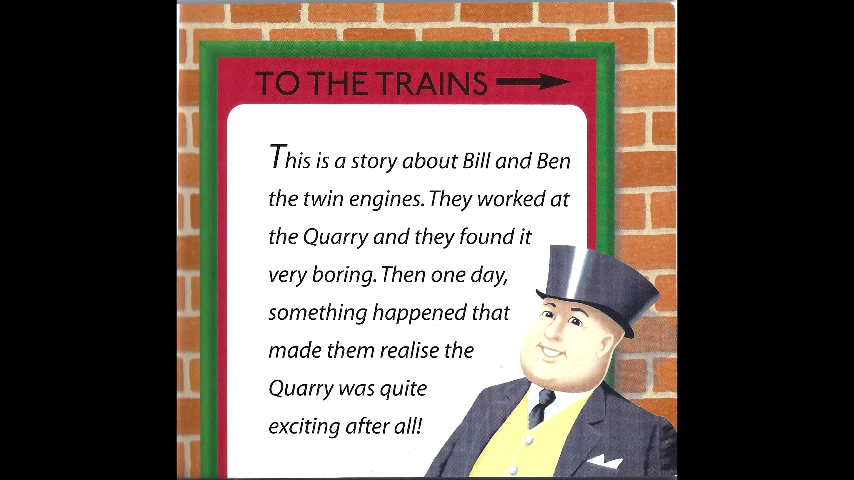 TO THE TRAINS
This is a story about Bill and Ben
the twin engines. They worked at
the Quarry and they found it
very boring. Then one day,
something happened that
made them realise the
Quarry was quite
exciting after all!